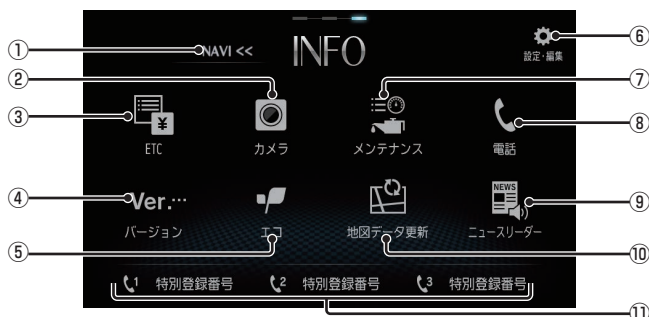 ① NAVI << INFO ⑥
設定・編集
② ⑦
③ ¥ ⑧
ETC カメラ メンテナンス 電話
④ Ver.… NEWS ⑨
バージョン エコ 地図データ更新 ニュースリーダー
⑤ ⑩
1 特別登録番号 2 特別登録番号 3 特別登録番号
⑪